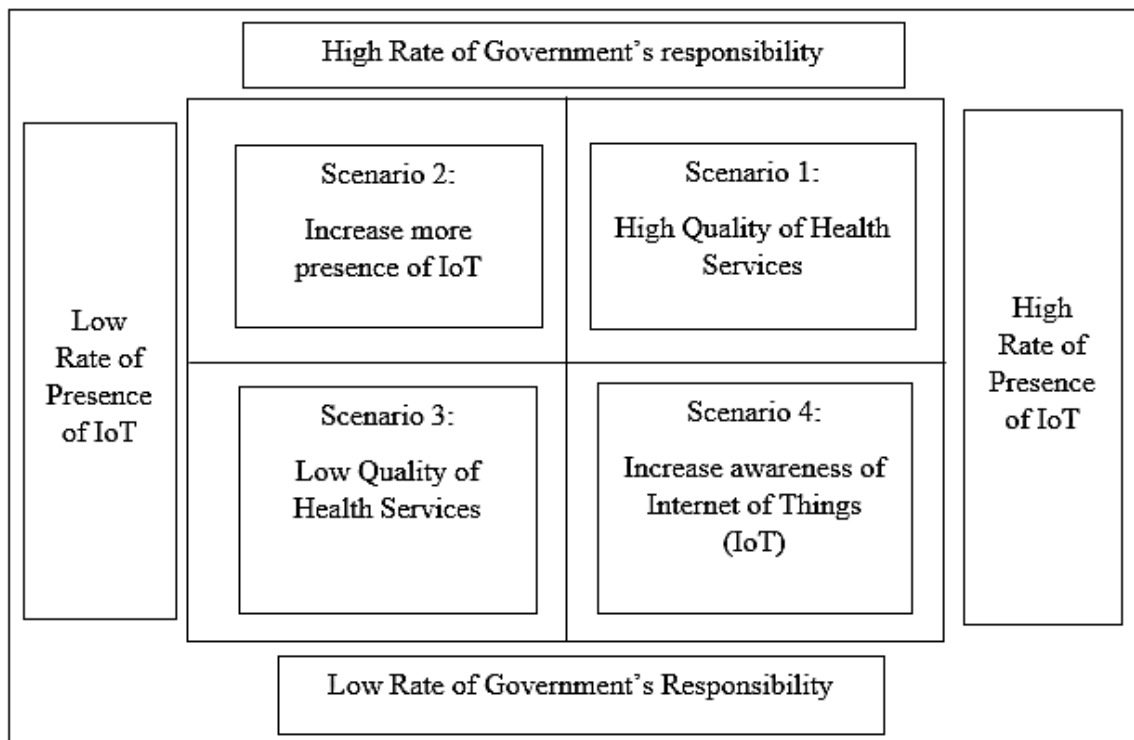 High Rate of Government’s responsibility
Low
Rate of
Presence
of IoT
Scenario 2:
Increase more
presence of IoT
Scenario 1:
High Quality of Health
Services
High
Rate of
Presence
of IoT
Scenario 3:
Low Quality of
Health Services
Scenario 4:
Increase awareness of
Internet of Things
(IoT)
Low Rate of Government’s Responsibility